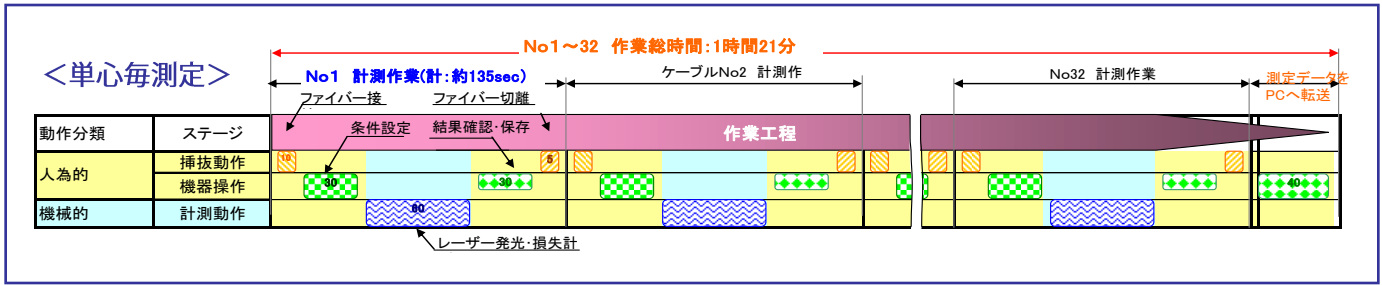 No1～32 作業総時間：1時間21分
＜単心毎測定＞
No1 計測作業(計：約135sec)
ケーブルNo2 計測作
No32 計測作業
測定データを
PCへ転送
ファイバー接
ファイバー切離
条件設定
結果確認・保存
動作分類
ステージ
作業工程
人為的
挿抜動作
10
5
機器操作
30
30
40
機械的
計測動作
60
レーザー発光・損失計